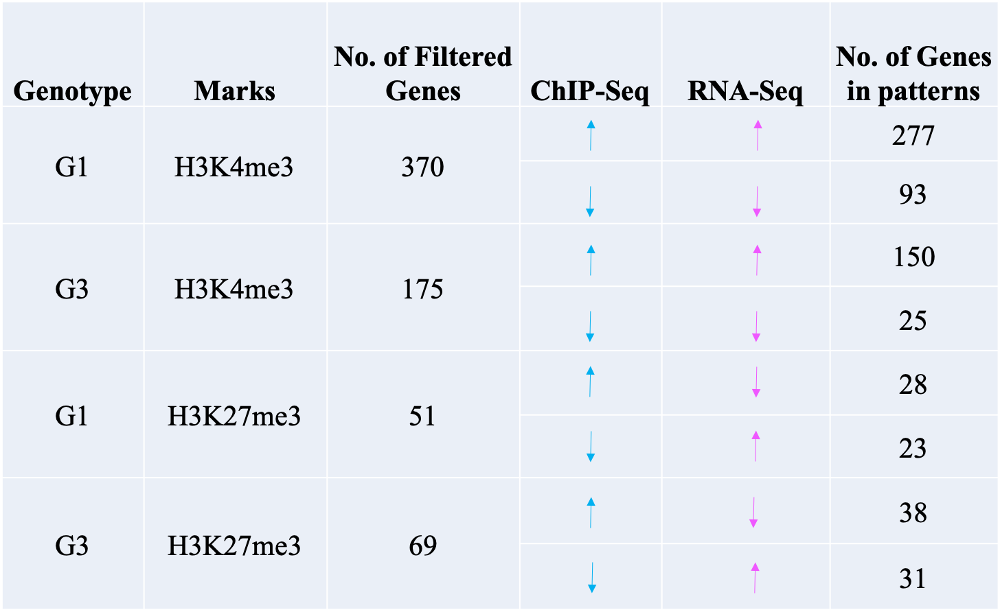 Genotype
Marks
No. of Filtered
Genes
ChIP-Seq
RNA-Seq
No. of Genes
in patterns
G1
H3K4me3
370
277
93
G3
H3K4me3
175
150
25
G1
H3K27me3
51
28
23
G3
H3K27me3
69
38
31